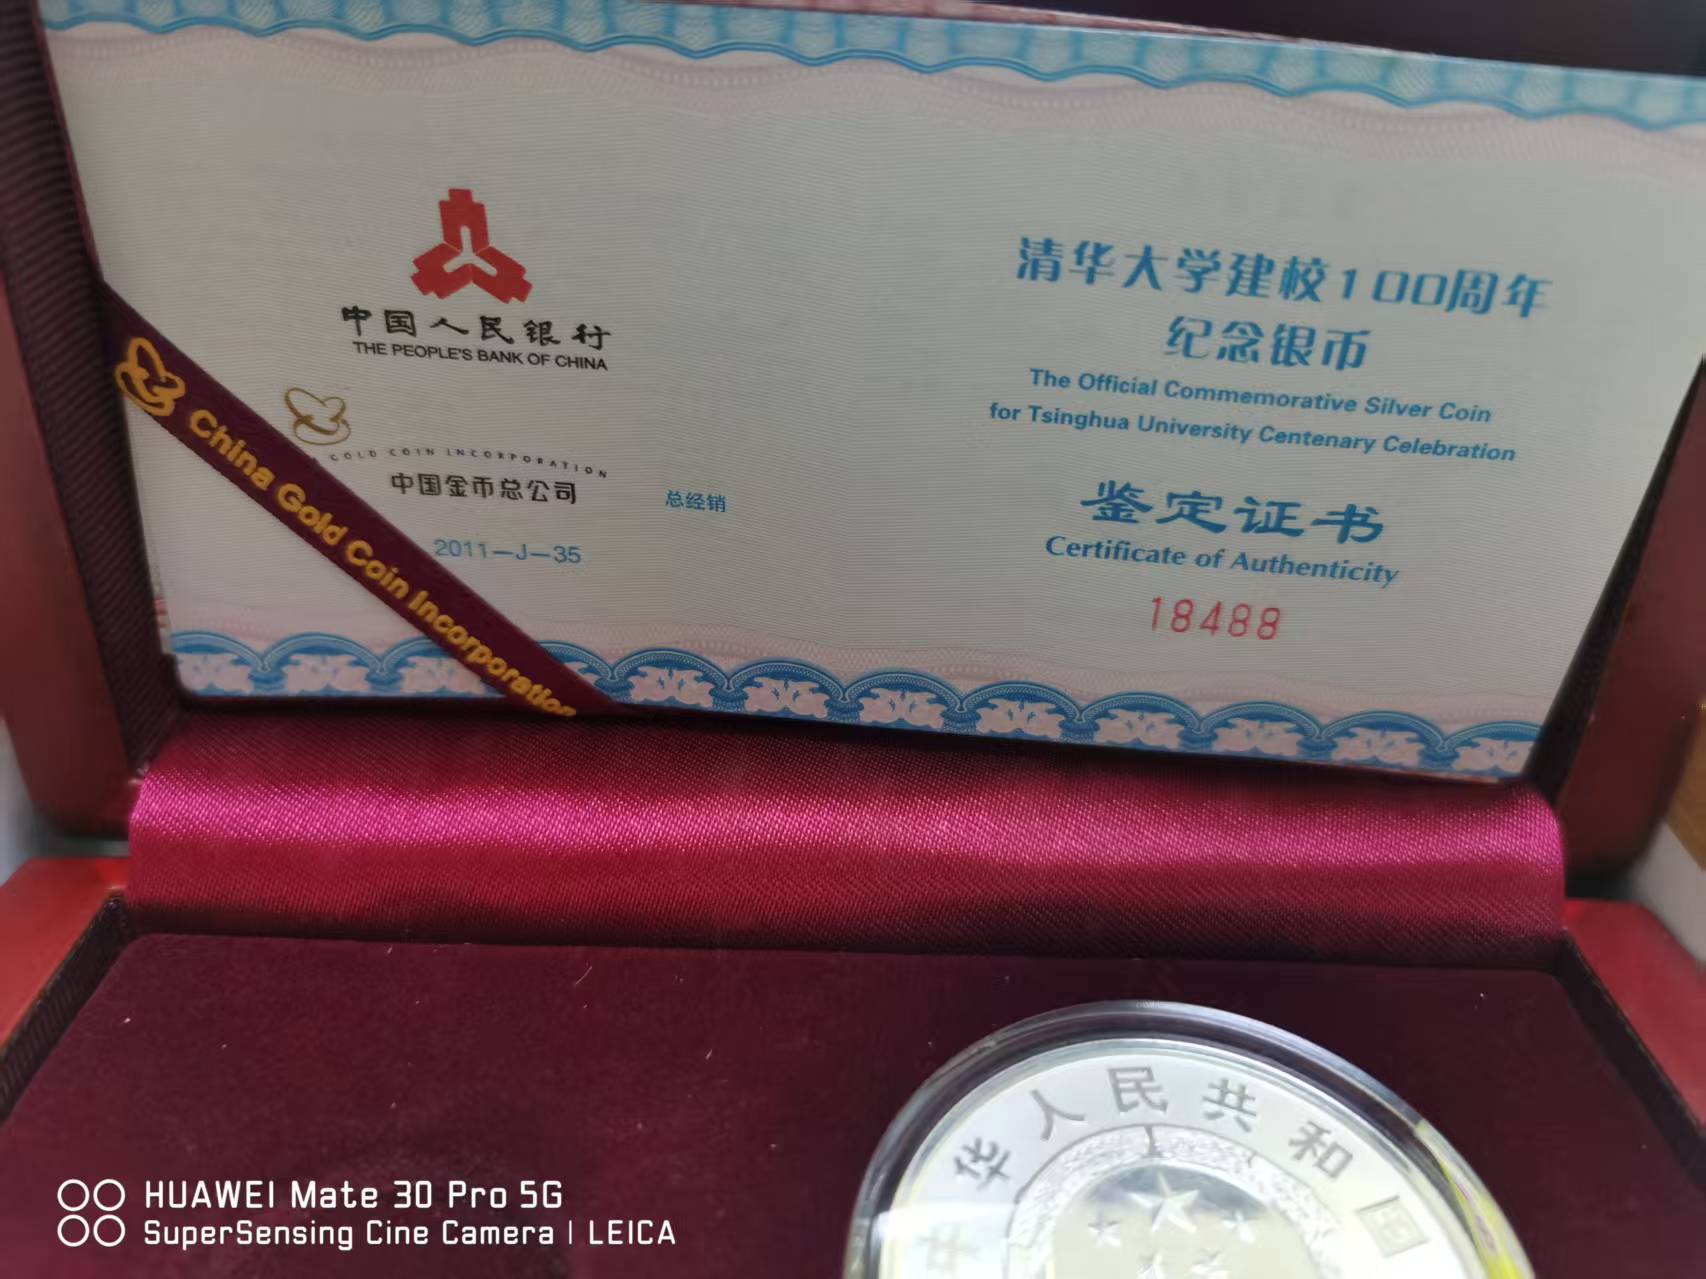 中国人民银行
THE PEOPLE'S BANK OF CHINA
GOLD COIN INCORPORATION
中国金币总公司
总经销
2011-J-35
China Gold Coin Incorporation
清华大学建校100周年
纪念银币
The Official Commemorative Silver Coin
for Tsinghua University Centenary Celebration
鉴定证书
Certificate of Authenticity
18488
中华人民共和国
HUAWEI Mate 30 Pro 5G
SuperSensing Cine Camera | LEICA